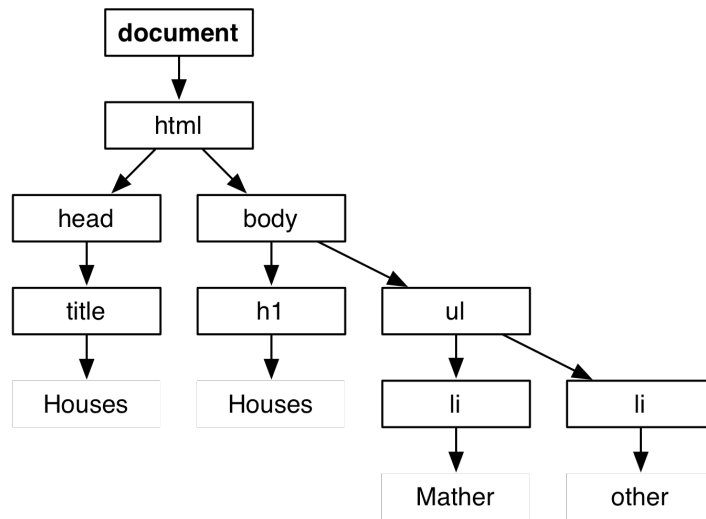 document
html
head
body
title
h1
ul
Houses
Houses
li
li
Mather
other